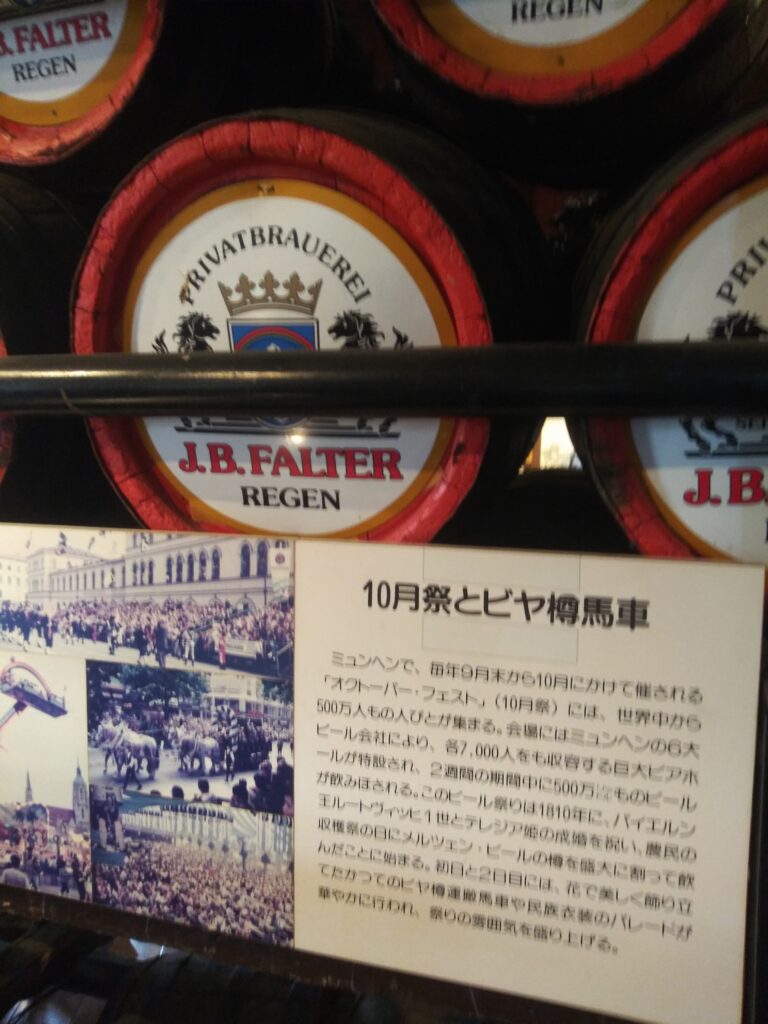 B. FALTER
REGEN
REGEN
PRIVATBRAUEREI
J.B. FALTER
REGEN
PRI
J.B.
10月祭とビヤ樽馬車
ミュンヘンで、毎年9月末から10月にかけて催される
「オクトーバー・フェスト」(10月祭)には、世界中から
500万人もの人びとが集まる。会場にはミュンヘンの6大
ビール会社により、各7,000人をも収容する巨大ビアホ
ールが特設され、2週間の期間中に500万㍑ものビール
が飲みほされる。このビール祭りは1810年に、バイエルン
王ルートヴィッヒ1世とテレジア姫の成婚を祝い、農民の
収穫祭の日にメルツェン・ビールの樽を盛大に割って飲
んだことに始まる。初日と2日目には、花で美しく飾り立
てたかつてのビヤ樽運搬馬車や民族衣装のパレードが
華やかに行われ、祭りの雰囲気を盛り上げる。